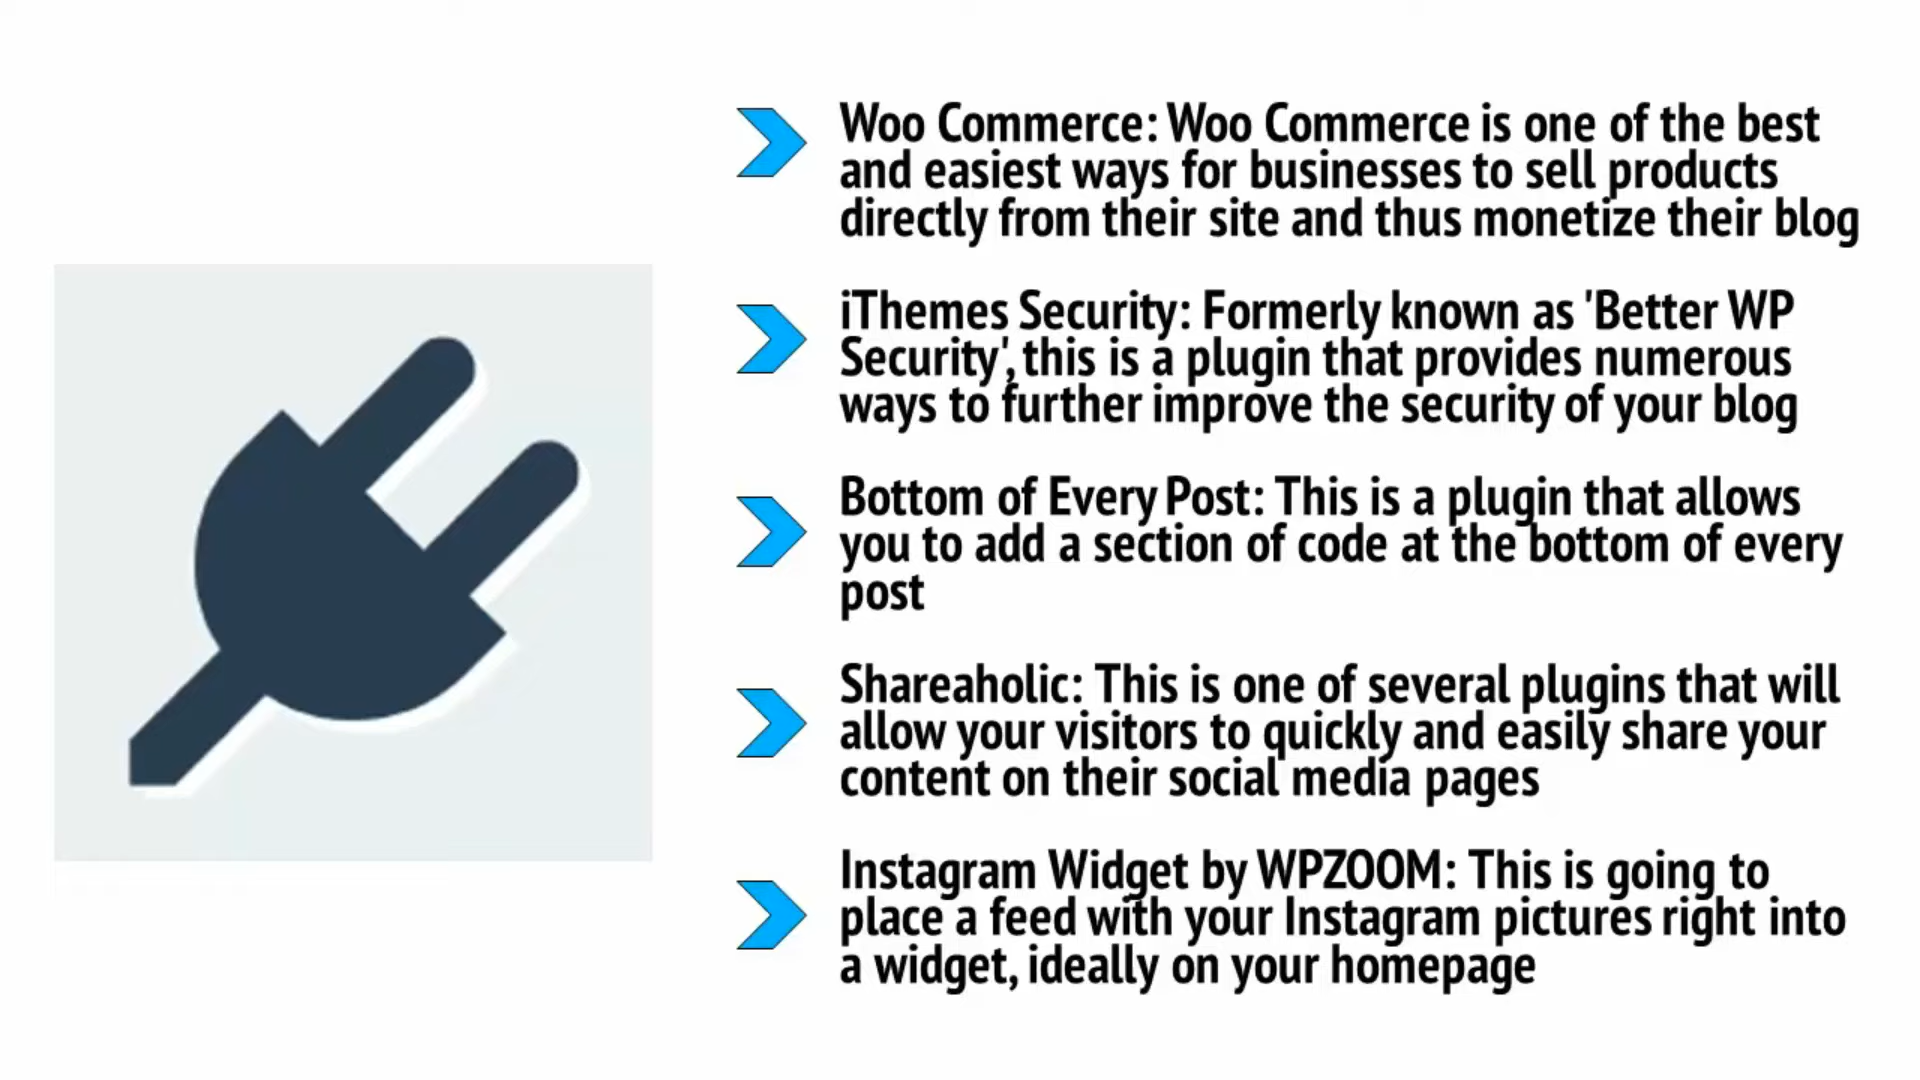 Woo Commerce: Woo Commerce is one of the best
and easiest ways for businesses to sell products
directly from their site and thus monetize their blog
iThemes Security: Formerly known as 'Better WP
Security', this is a plugin that provides numerous
ways to further improve the security of your blog
Bottom of Every Post: This is a plugin that allows
you to add a section of code at the bottom of every
post
Shareaholic: This is one of several plugins that will
allow your visitors to quickly and easily share your
content on their social media pages
Instagram Widget by WPZOOM: This is going to
place a feed with your Instagram pictures right into
a widget, ideally on your homepage